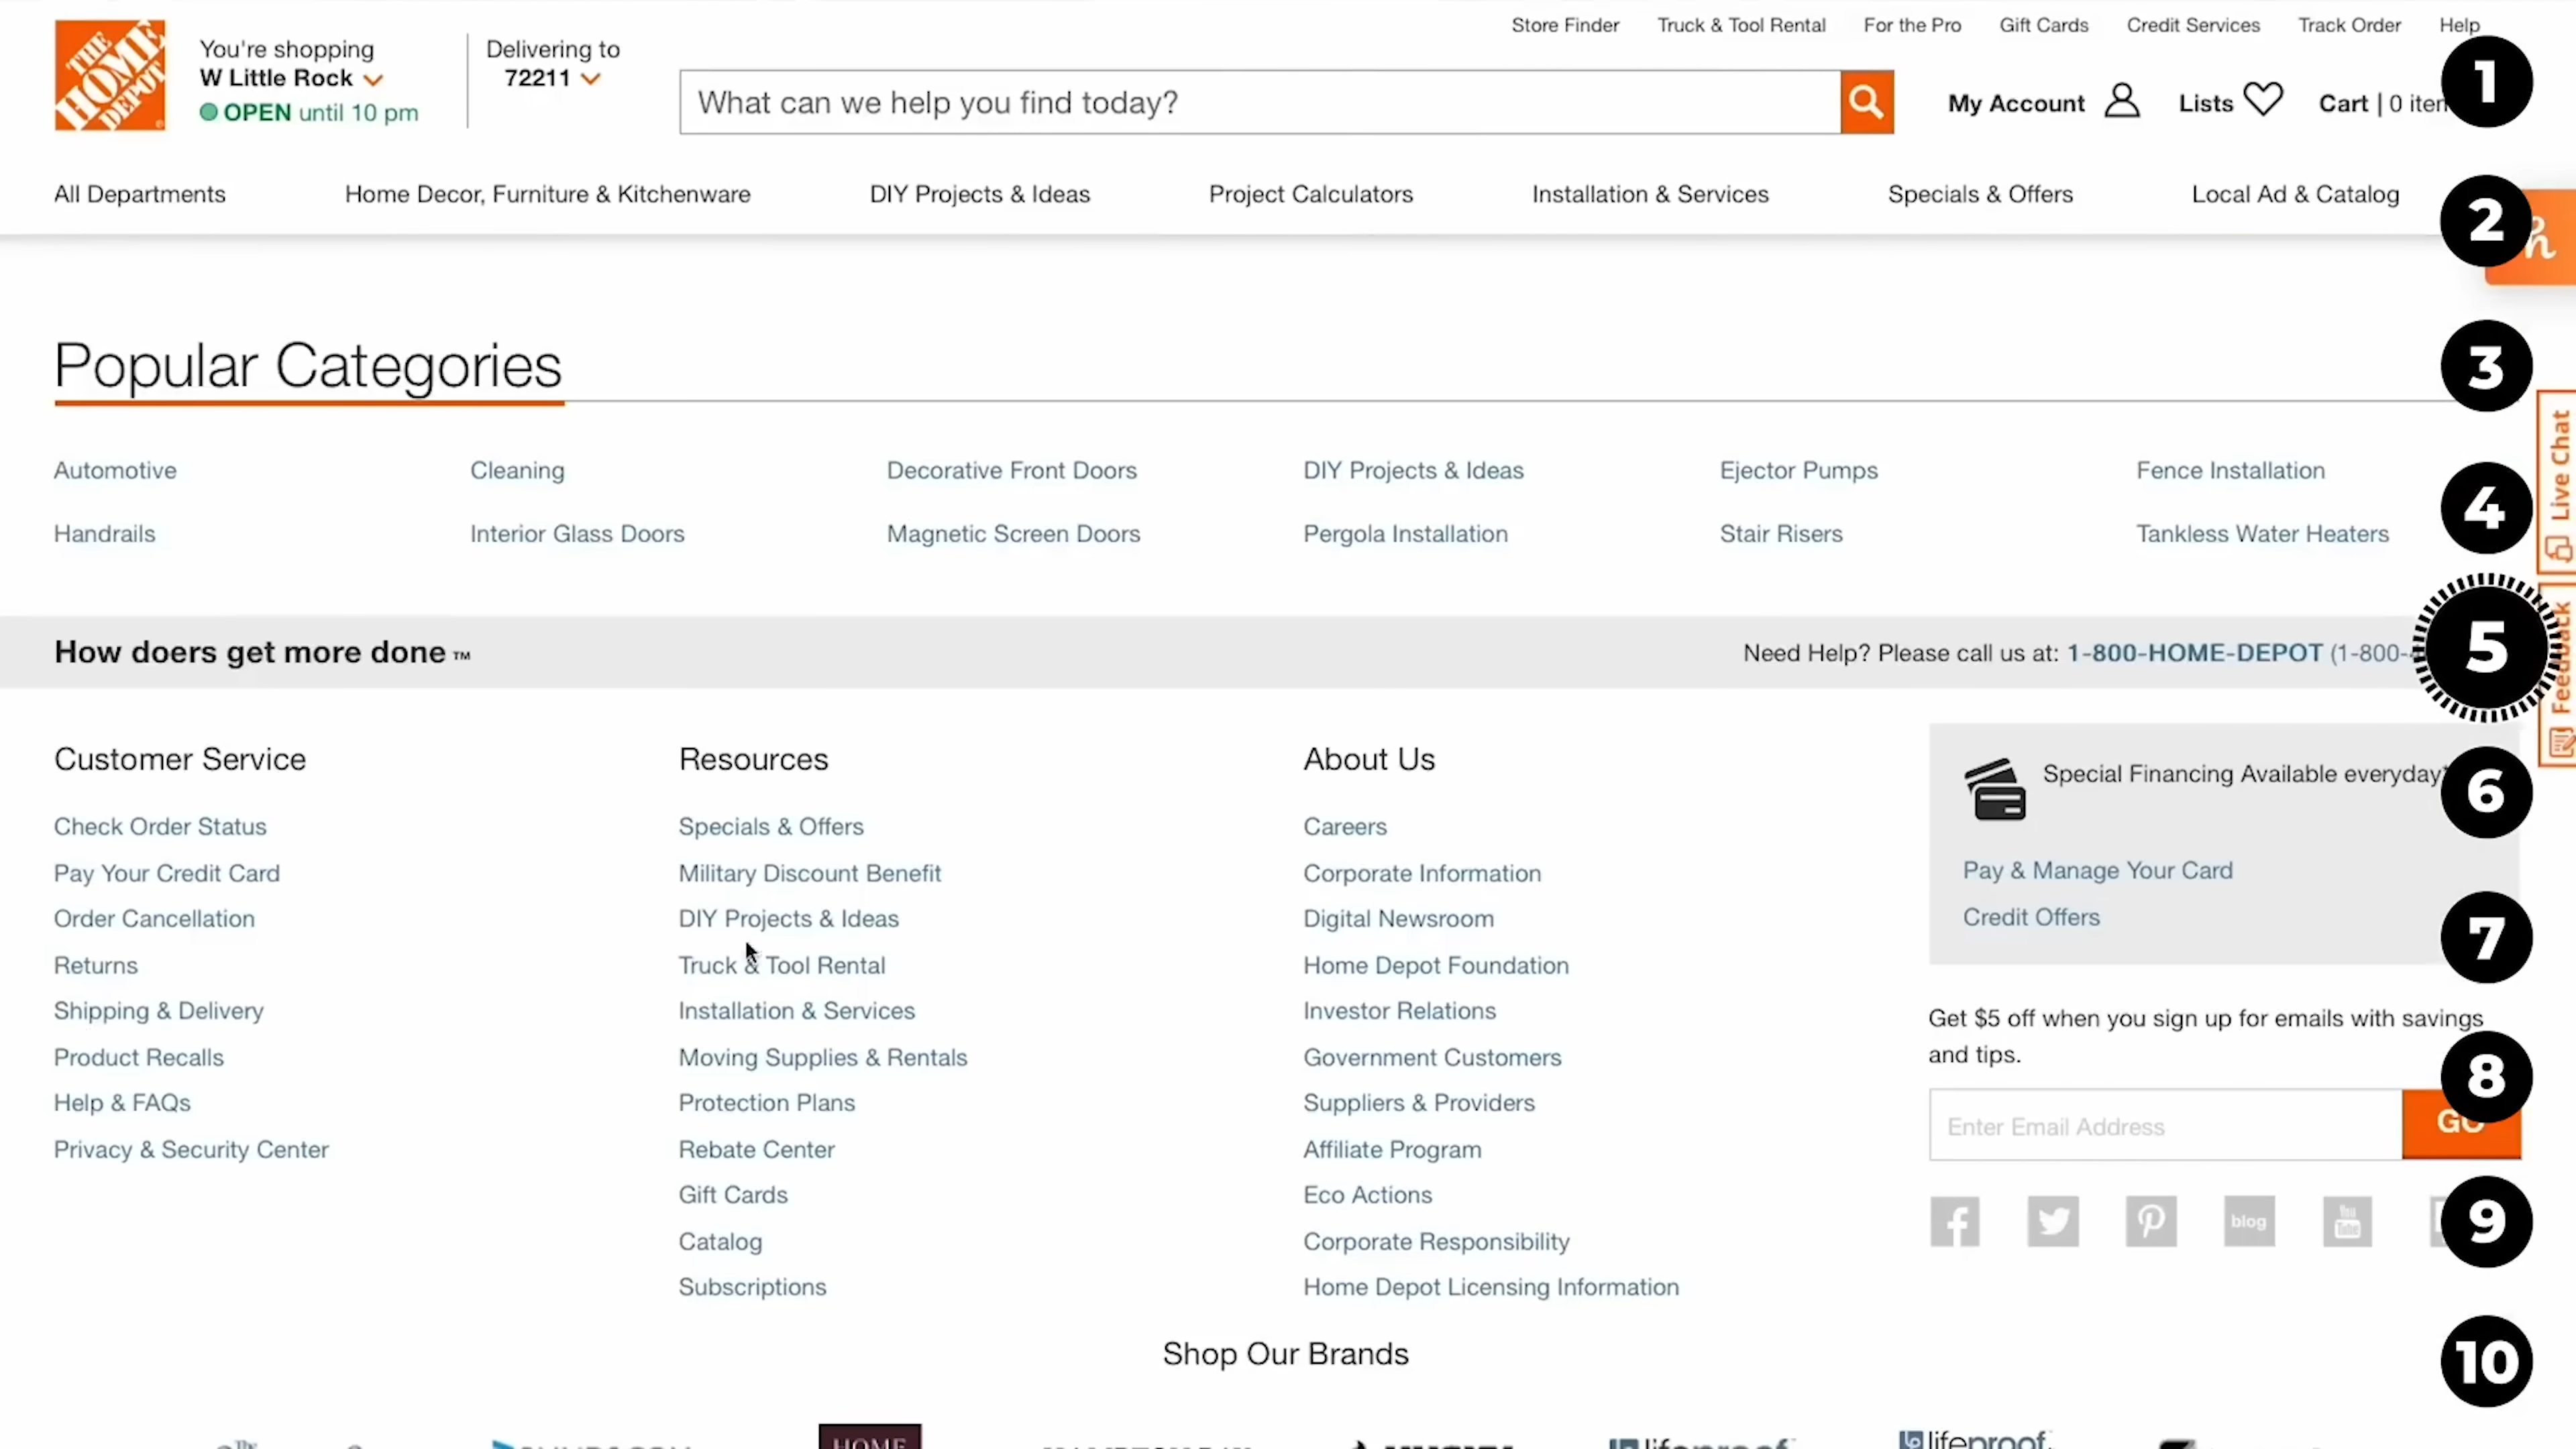 THE HOME DEPOT
You're shopping
W Little Rock
OPEN until 10 pm
Delivering to
72211
Store Finder Truck & Tool Rental For the Pro Gift Cards Credit Services Track Order Help
What can we help you find today?
My Account Lists Cart | 0
1
All Departments Home Decor, Furniture & Kitchenware DIY Projects & Ideas Project Calculators Installation & Services Specials & Offers Local Ad & Catalog
2
h
Popular Categories
3
Automotive Cleaning Decorative Front Doors DIY Projects & Ideas Ejector Pumps Fence Installation
Handrails Interior Glass Doors Magnetic Screen Doors Pergola Installation Stair Risers Tankless Water Heaters
4
Live Chat
How doers get more done ™
Need Help? Please call us at: 1-800-HOME-DEPOT (1-800-
5
Feedback
Customer Service
Check Order Status
Pay Your Credit Card
Order Cancellation
Returns
Shipping & Delivery
Product Recalls
Help & FAQs
Privacy & Security Center
Resources
Specials & Offers
Military Discount Benefit
DIY Projects & Ideas
Truck & Tool Rental
Installation & Services
Moving Supplies & Rentals
Protection Plans
Rebate Center
Gift Cards
Catalog
Subscriptions
About Us
Careers
Corporate Information
Digital Newsroom
Home Depot Foundation
Investor Relations
Government Customers
Suppliers & Providers
Affiliate Program
Eco Actions
Corporate Responsibility
Home Depot Licensing Information
Special Financing Available everyday*
6
Pay & Manage Your Card
Credit Offers
7
Get $5 off when you sign up for emails with savings
and tips.
8
Enter Email Address
GO
blog
You Tube
9
Shop Our Brands
10
HOME
lifeproof
lifeproof